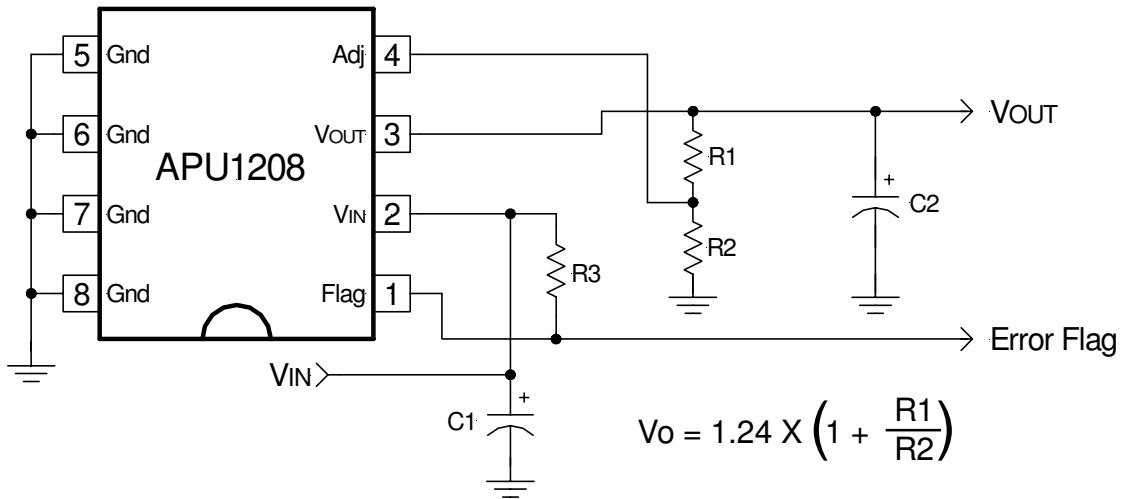 5 Gnd
Adj 4
6 Gnd
VOUT 3
VOUT
R1
APU1208
7 Gnd
VIN 2
C2
+
R2
R3
8 Gnd
Flag 1
Error Flag
VIN
+
C1
Vo = 1.24 X (1 + R1/R2)